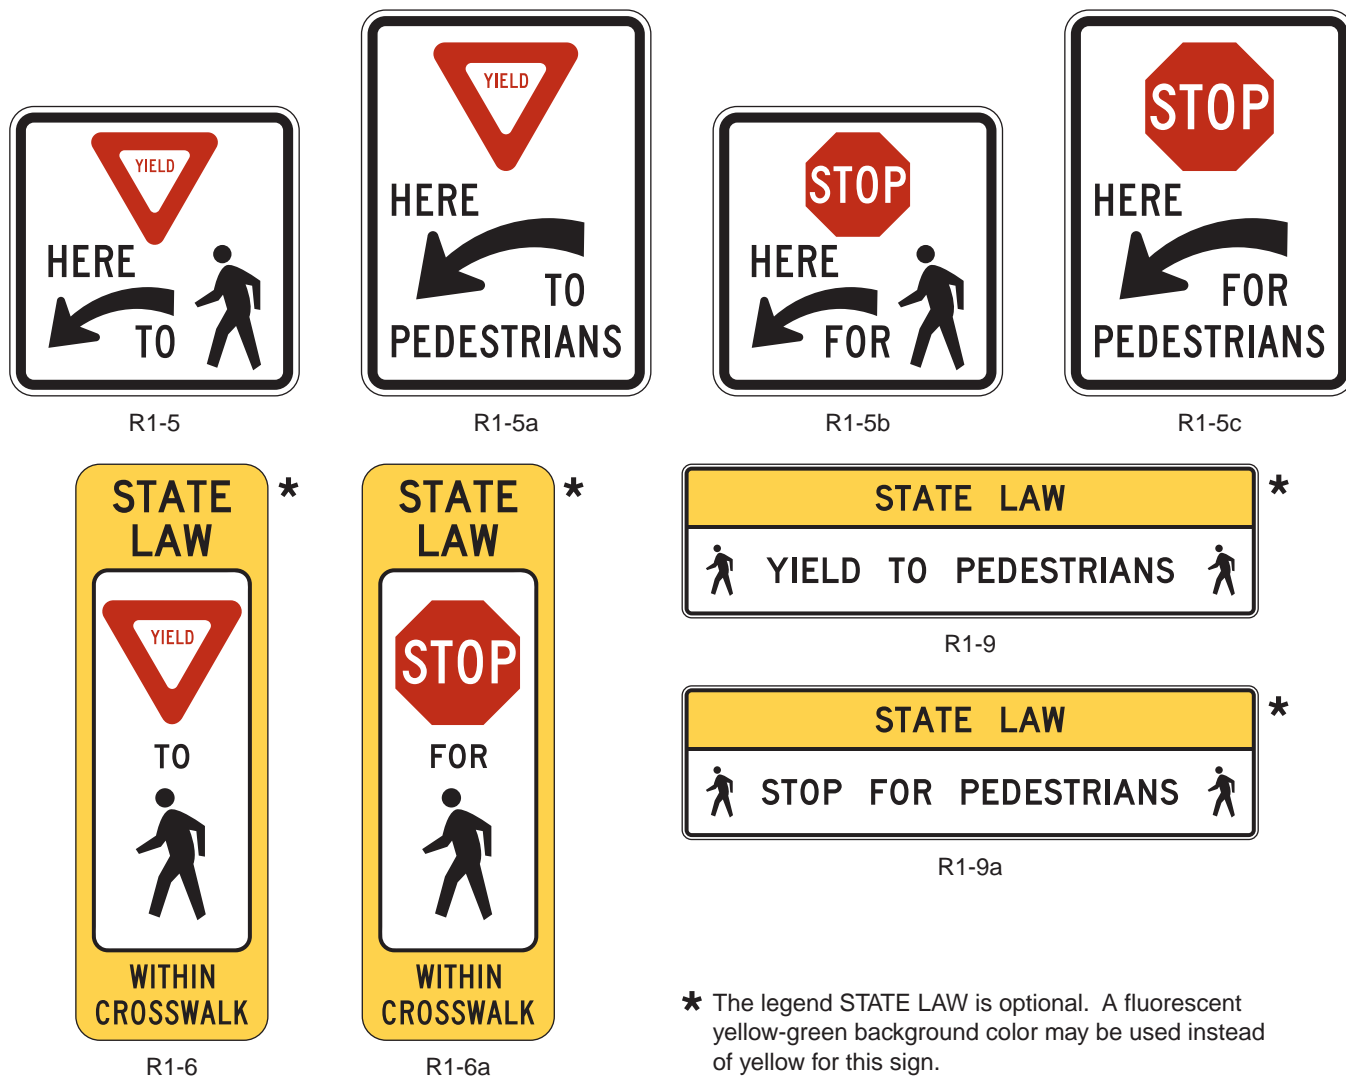 YIELD
HERE
TO
R1-5
YIELD
HERE
TO
PEDESTRIANS
R1-5a
STOP
HERE
FOR
R1-5b
STOP
HERE
FOR
PEDESTRIANS
R1-5c
STATE
LAW
*
YIELD
TO
WITHIN
CROSSWALK
R1-6
STATE
LAW
*
STOP
FOR
WITHIN
CROSSWALK
R1-6a
STATE LAW
*
YIELD TO PEDESTRIANS
R1-9
STATE LAW
*
STOP FOR PEDESTRIANS
R1-9a
* The legend STATE LAW is optional. A fluorescent
yellow-green background color may be used instead
of yellow for this sign.